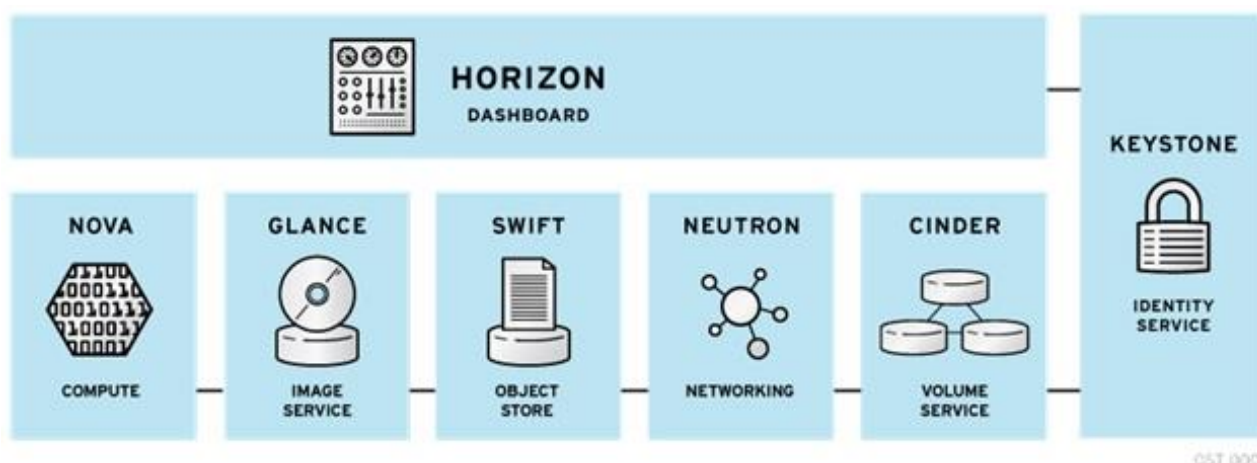 HORIZON
DASHBOARD
KEYSTONE
IDENTITY
SERVICE
NOVA
COMPUTE
GLANCE
IMAGE
SERVICE
SWIFT
OBJECT
STORE
NEUTRON
NETWORKING
CINDER
VOLUME
SERVICE